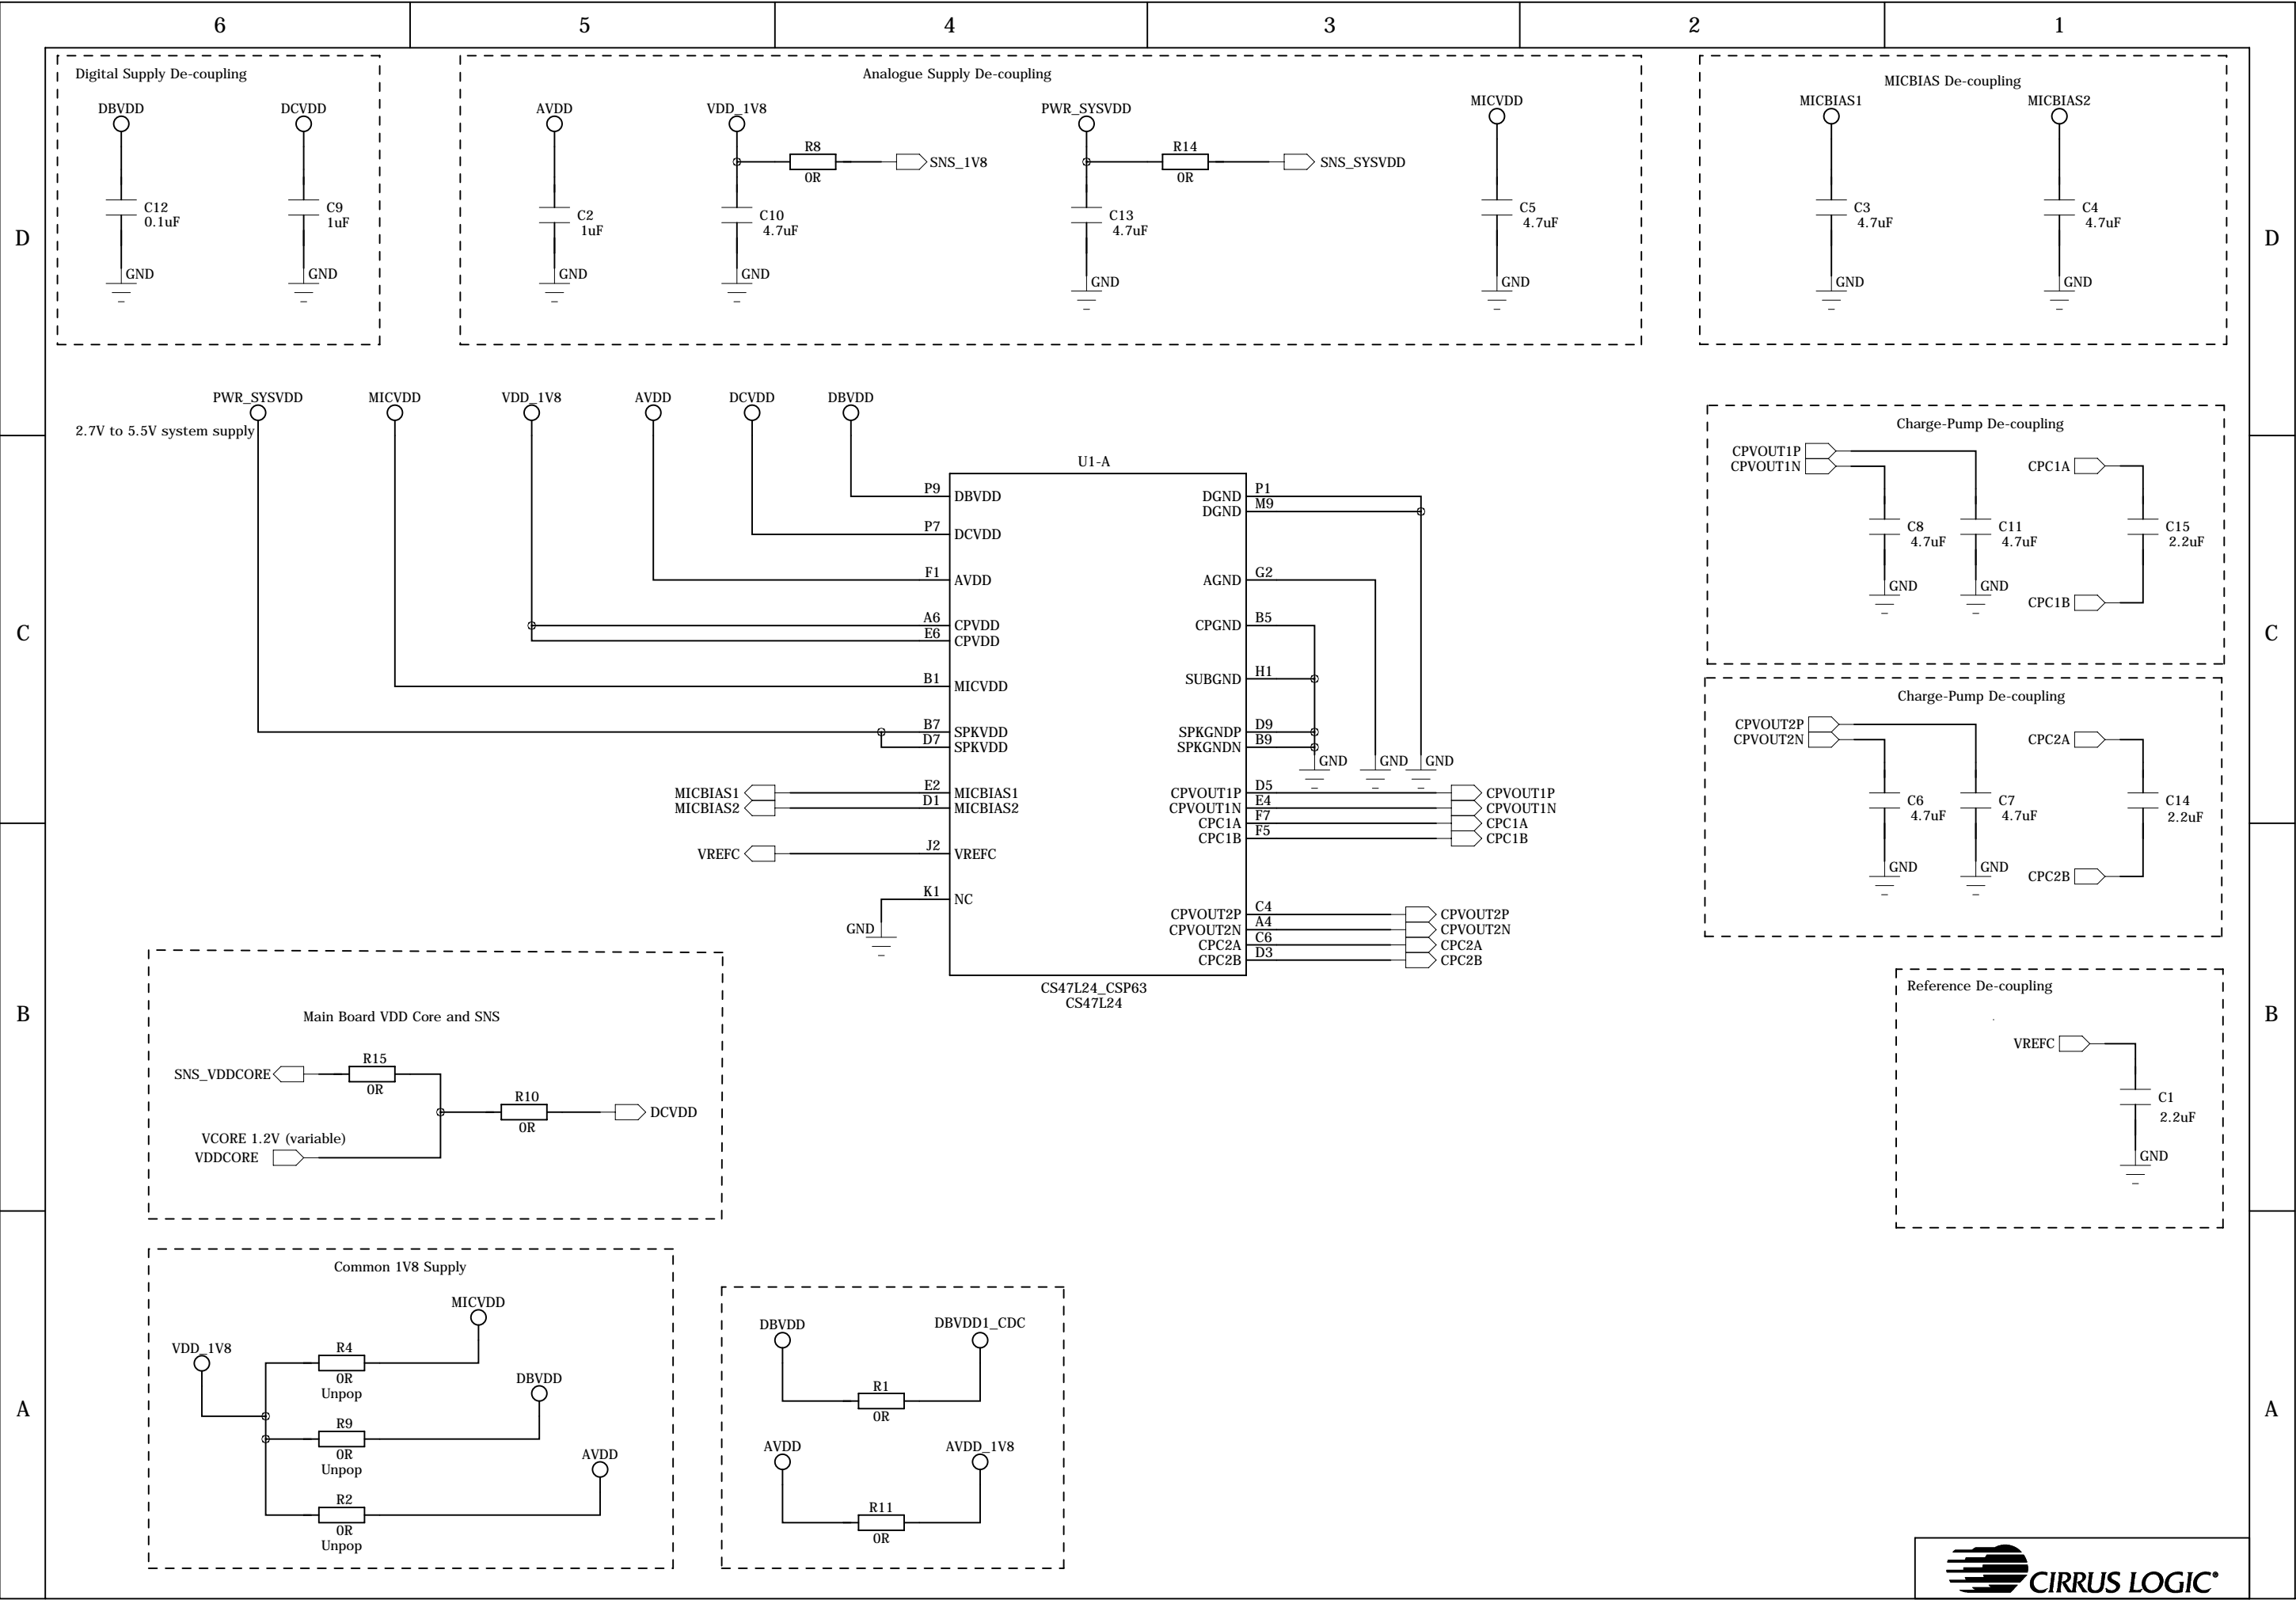 6 5 4 3 2 1
D
D
C
C
B
B
A
A
Digital Supply De-coupling
DBVDD
DCVDD
C12
0.1uF
C9
1uF
GND
GND
Analogue Supply De-coupling
AVDD
VDD_1V8
PWR_SYSVDD
MICVDD
R8
0R
SNS_1V8
R14
0R
SNS_SYSVDD
C2
1uF
C10
4.7uF
C13
4.7uF
C5
4.7uF
GND
GND
GND
GND
MICBIAS De-coupling
MICBIAS1
MICBIAS2
C3
4.7uF
C4
4.7uF
GND
GND
PWR_SYSVDD
MICVDD
VDD_1V8
AVDD
DCVDD
DBVDD
2.7V to 5.5V system supply
U1-A
P9 DBVDD
P7 DCVDD
F1 AVDD
A6 CPVDD
E6 CPVDD
B1 MICVDD
B7 SPKVDD
D7 SPKVDD
MICBIAS1 E2 MICBIAS1
MICBIAS2 D1 MICBIAS2
VREFC J2 VREFC
K1 NC
GND
DGND P1
DGND M9
AGND G2
CPGND B5
SUBGND H1
SPKGNDP D9
SPKGNDN B9
GND GND GND
CPVOUT1P D5 CPVOUT1P
CPVOUT1N E4 CPVOUT1N
CPC1A F7 CPC1A
CPC1B F5 CPC1B
CPVOUT2P C4 CPVOUT2P
CPVOUT2N A4 CPVOUT2N
CPC2A C6 CPC2A
CPC2B D3 CPC2B
CS47L24_CSP63
CS47L24
Charge-Pump De-coupling
CPVOUT1P
CPVOUT1N
CPC1A
C8
4.7uF
C11
4.7uF
C15
2.2uF
GND
GND
CPC1B
Charge-Pump De-coupling
CPVOUT2P
CPVOUT2N
CPC2A
C6
4.7uF
C7
4.7uF
C14
2.2uF
GND
GND
CPC2B
Reference De-coupling
VREFC
C1
2.2uF
GND
Main Board VDD Core and SNS
SNS_VDDCORE
R15
0R
R10
0R
DCVDD
VCORE 1.2V (variable)
VDDCORE
Common 1V8 Supply
MICVDD
VDD_1V8
R4
0R
Unpop
DBVDD
R9
0R
Unpop
AVDD
R2
0R
Unpop
DBVDD
DBVDD1_CDC
R1
0R
AVDD
AVDD_1V8
R11
0R
CIRRUS LOGIC®